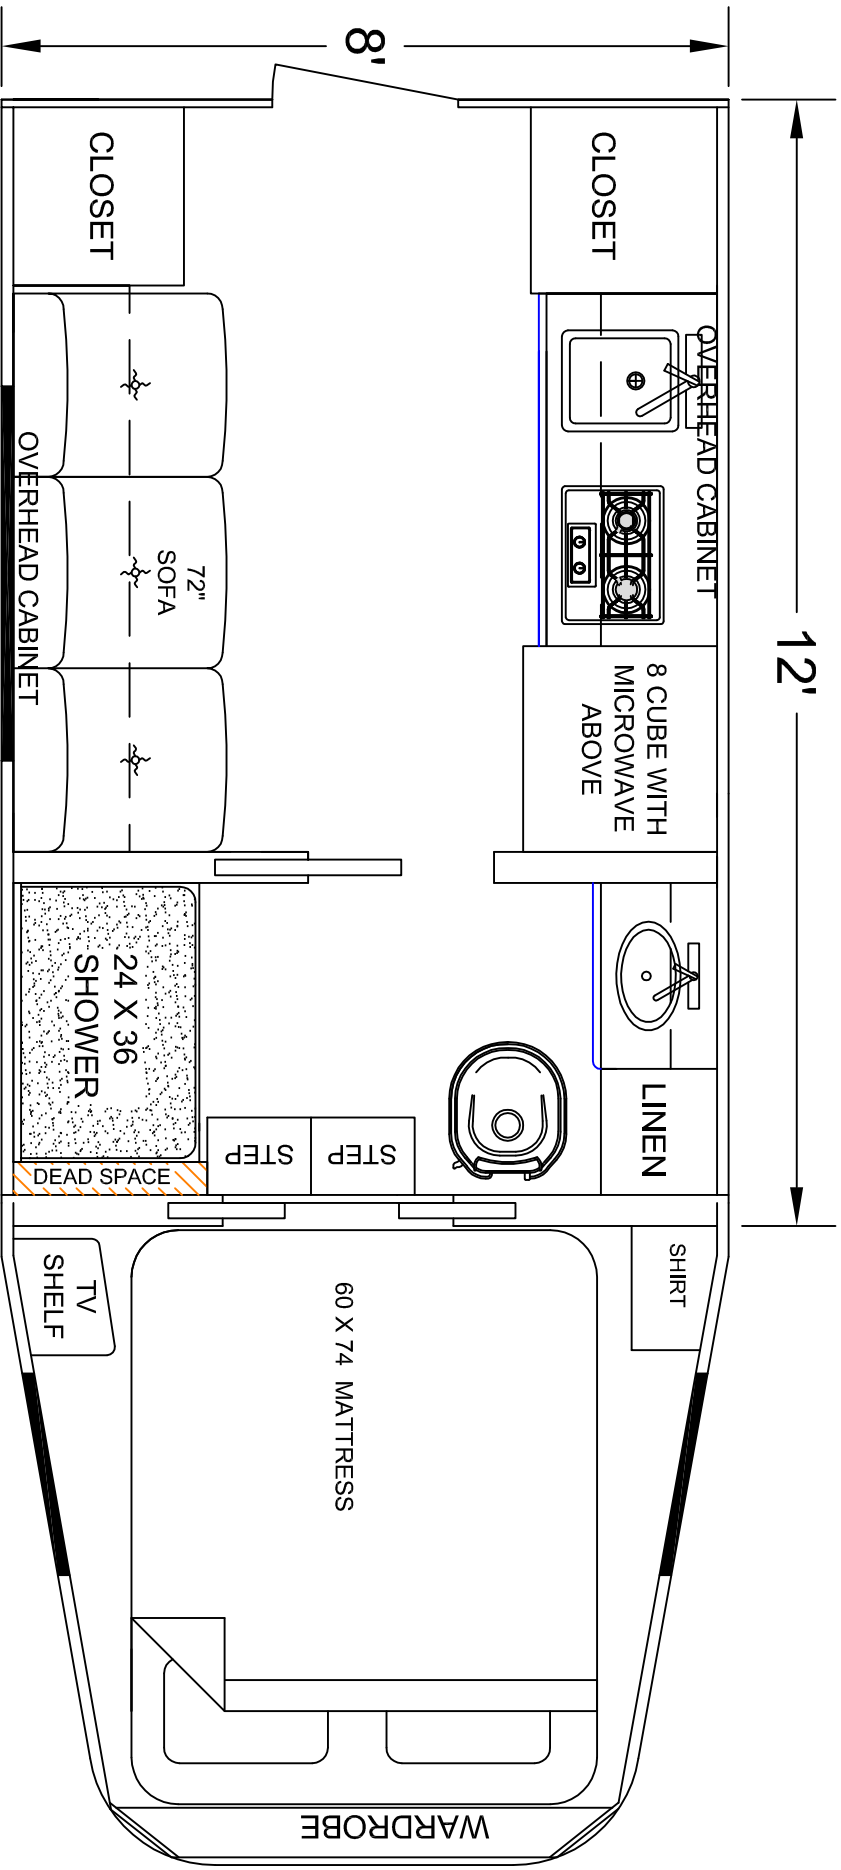 8'
12'
CLOSET
CLOSET
OVERHEAD CABINET
OVERHEAD CABINET
72"
SOFA
8 CUBE WITH
MICROWAVE
ABOVE
24 X 36
SHOWER
LINEN
STEP
STEP
DEAD SPACE
TV
SHELF
SHIRT
60 X 74 MATTRESS
WARDROBE